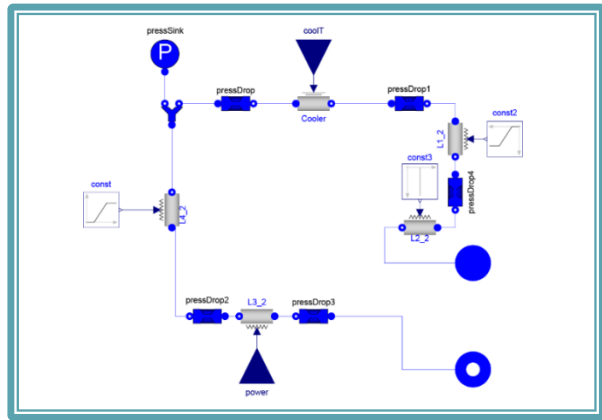 pressSink
P
coolT
pressDrop
pressDrop1
Cooler
const2
L1_2
const3
pressDrop4
const
L4_2
L2_2
pressDrop2
L3_2
pressDrop3
power